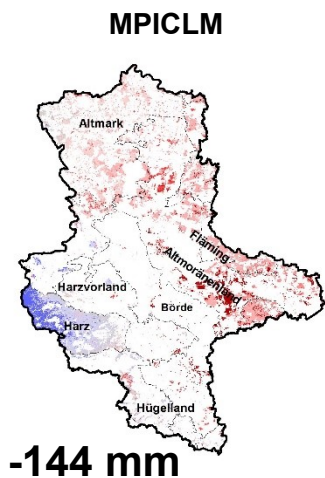 MPICLM
Altmark
Fläming
Altmoränenland
Harzvorland
Börde
Harz
Hügelland
-144 mm